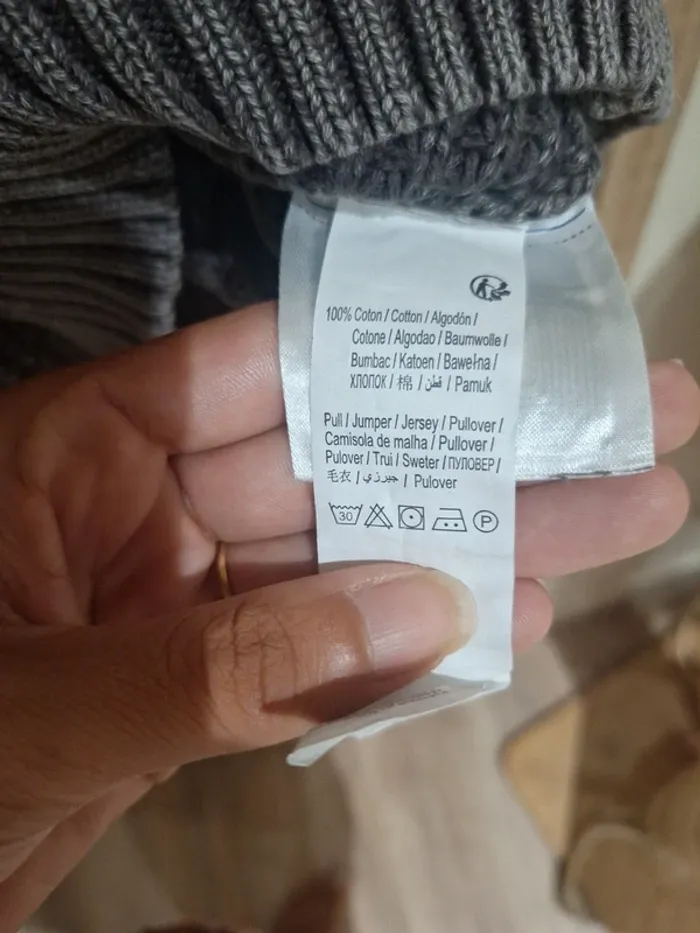 100% Coton / Cotton / Algodón /
Cotone / Algodao / Baumwolle /
Bumbac / Katoen / Bawełna /
ХЛОПОК / 棉 / قطن / Pamuk
Pull / Jumper / Jersey / Pullover /
Camisola de malha / Pullover /
Pulover / Trui / Sweter / ПУЛОВЕР /
毛衣 / جيرزي / Pulover
30
P